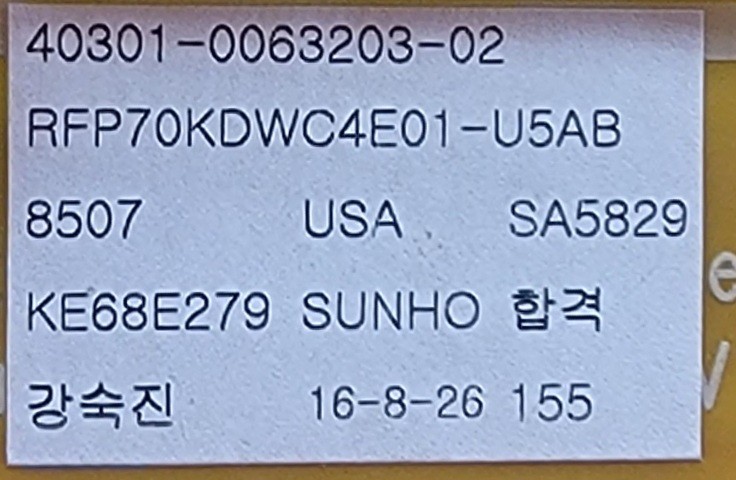 40301-0063203-02
RFP70KDWC4E01-U5AB
8507 USA SA5829
KE68E279 SUNHO 합격
강숙진 16-8-26 155